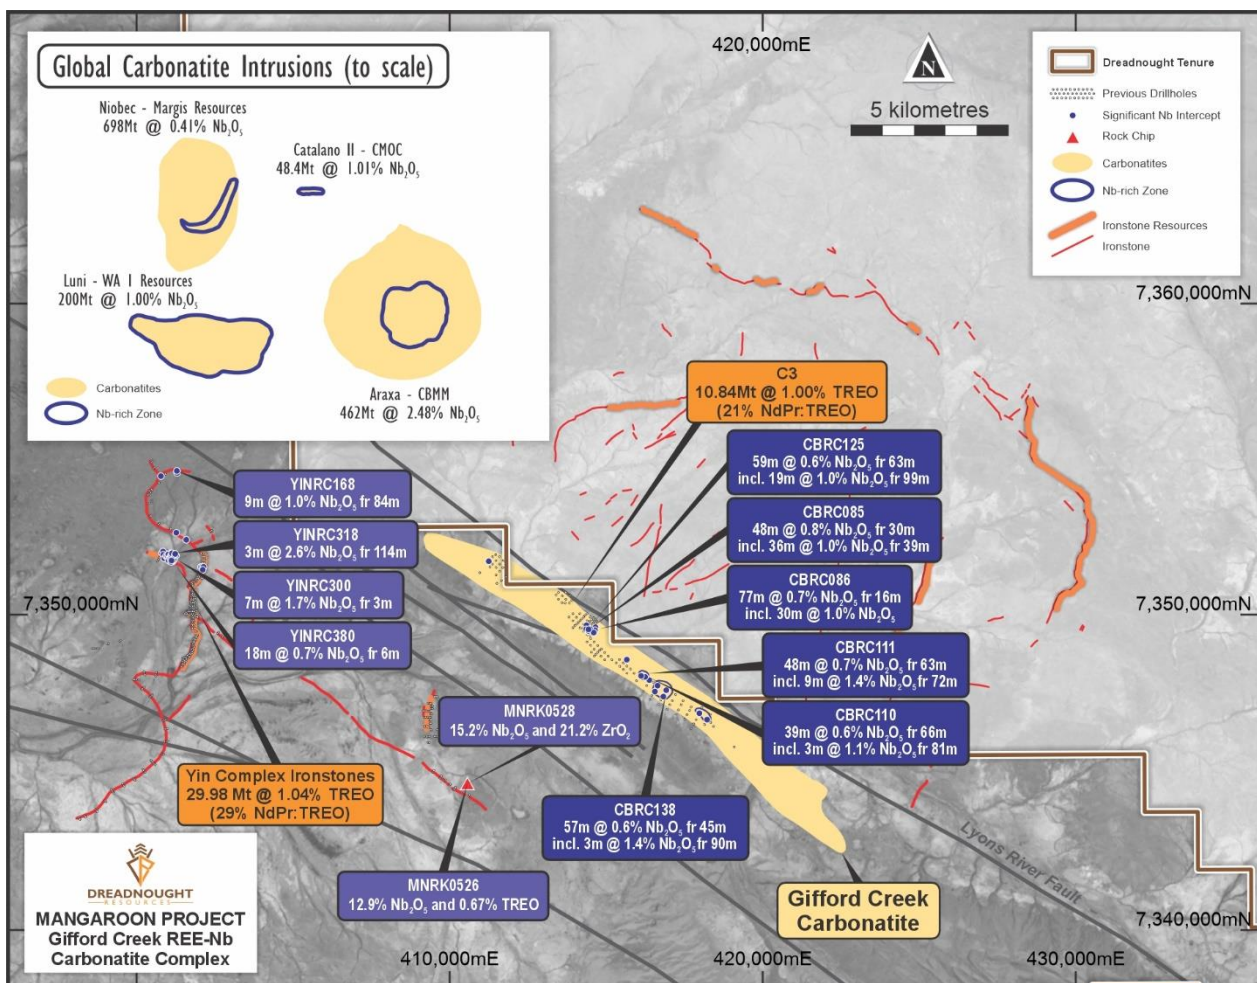 Global Carbonatite Intrusions (to scale)
Niobec - Margis Resources
698Mt @ 0.41% Nb₂O₅
Catalano II - CMOC
48.4Mt @ 1.01% Nb₂O₅
Luni - WA I Resources
200Mt @ 1.00% Nb₂O₅
Araxa - CBMM
462Mt @ 2.48% Nb₂O₅
Carbonatites
Nb-rich Zone
420,000mE
N
5 kilometres
Dreadnought Tenure
Previous Drillholes
Significant Nb Intercept
Rock Chip
Carbonatites
Nb-rich Zone
Ironstone Resources
Ironstone
7,360,000mN
C3
10.84Mt @ 1.00% TREO
(21% NdPr:TREO)
CBRC125
59m @ 0.6% Nb₂O₅ fr 63m
incl. 19m @ 1.0% Nb₂O₅ fr 99m
CBRC085
48m @ 0.8% Nb₂O₅ fr 30m
incl. 36m @ 1.0% Nb₂O₅ fr 39m
CBRC086
77m @ 0.7% Nb₂O₅ fr 16m
incl. 30m @ 1.0% Nb₂O₅
CBRC111
48m @ 0.7% Nb₂O₅ fr 63m
incl. 9m @ 1.4% Nb₂O₅ fr 72m
CBRC110
39m @ 0.6% Nb₂O₅ fr 66m
incl. 3m @ 1.1% Nb₂O₅ fr 81m
YINRC168
9m @ 1.0% Nb₂O₅ fr 84m
YINRC318
3m @ 2.6% Nb₂O₅ fr 114m
YINRC300
7m @ 1.7% Nb₂O₅ fr 3m
YINRC380
18m @ 0.7% Nb₂O₅ fr 6m
7,350,000mN
7,350,000mN
MNRK0528
15.2% Nb₂O₅ and 21.2% ZrO₂
Yin Complex Ironstones
29.98 Mt @ 1.04% TREO
(29% NdPr:TREO)
CBRC138
57m @ 0.6% Nb₂O₅ fr 45m
incl. 3m @ 1.4% Nb₂O₅ fr 90m
MNRK0526
12.9% Nb₂O₅ and 0.67% TREO
Gifford Creek
Carbonatite
Lyons River Fault
7,340,000mN
DREADNOUGHT
RESOURCES
MANGAROON PROJECT
Gifford Creek REE-Nb
Carbonatite Complex
410,000mE
420,000mE
430,000mE